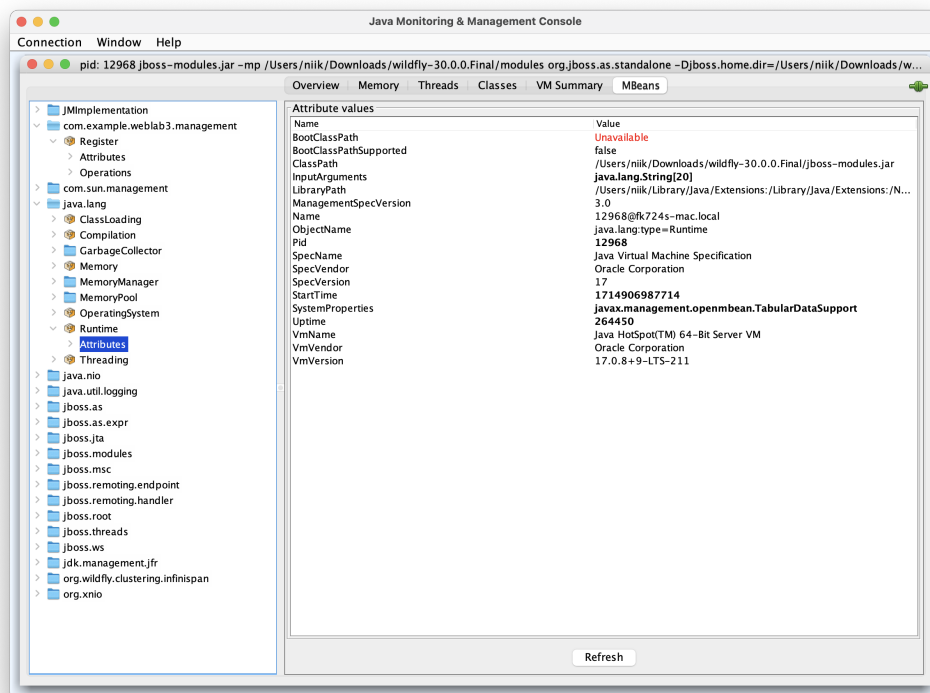 Java Monitoring & Management Console
Connection Window Help
pid: 12968 jboss-modules.jar -mp /Users/niik/Downloads/wildfly-30.0.0.Final/modules org.jboss.as.standalone -Djboss.home.dir=/Users/niik/Downloads/w...
Overview Memory Threads Classes VM Summary MBeans
JMImplementation
com.example.weblab3.management
Register
Attributes
Operations
com.sun.management
java.lang
ClassLoading
Compilation
GarbageCollector
Memory
MemoryManager
MemoryPool
OperatingSystem
Runtime
Attributes
Threading
java.nio
java.util.logging
jboss.as
jboss.as.expr
jboss.jta
jboss.modules
jboss.msc
jboss.remoting.endpoint
jboss.remoting.handler
jboss.root
jboss.threads
jboss.ws
jdk.management.jfr
org.wildfly.clustering.infinispan
org.xnio
Attribute values
Name Value
BootClassPath Unavailable
BootClassPathSupported false
ClassPath /Users/niik/Downloads/wildfly-30.0.0.Final/jboss-modules.jar
InputArguments java.lang.String[20]
LibraryPath /Users/niik/Library/Java/Extensions:/Library/Java/Extensions:/N...
ManagementSpecVersion 3.0
Name 12968@fk724s-mac.local
ObjectName java.lang:type=Runtime
Pid 12968
SpecName Java Virtual Machine Specification
SpecVendor Oracle Corporation
SpecVersion 17
StartTime 1714906987714
SystemProperties javax.management.openmbean.TabularDataSupport
Uptime 264450
VmName Java HotSpot(TM) 64-Bit Server VM
VmVendor Oracle Corporation
VmVersion 17.0.8+9-LTS-211
Refresh